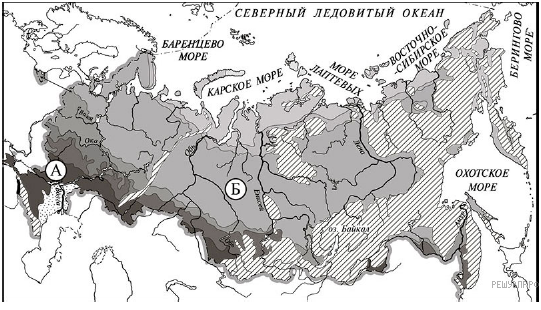 СЕВЕРНЫЙ ЛЕДОВИТЫЙ ОКЕАН
БАРЕНЦЕВО
МОРЕ
КАРСКОЕ МОРЕ
МОРЕ
ЛАПТЕВЫХ
ВОСТОЧНО-
СИБИРСКОЕ
МОРЕ
БЕРИНГОВО
МОРЕ
Ока
А
Б
Енисей
Лена
ОХОТСКОЕ
МОРЕ
оз. Байкал